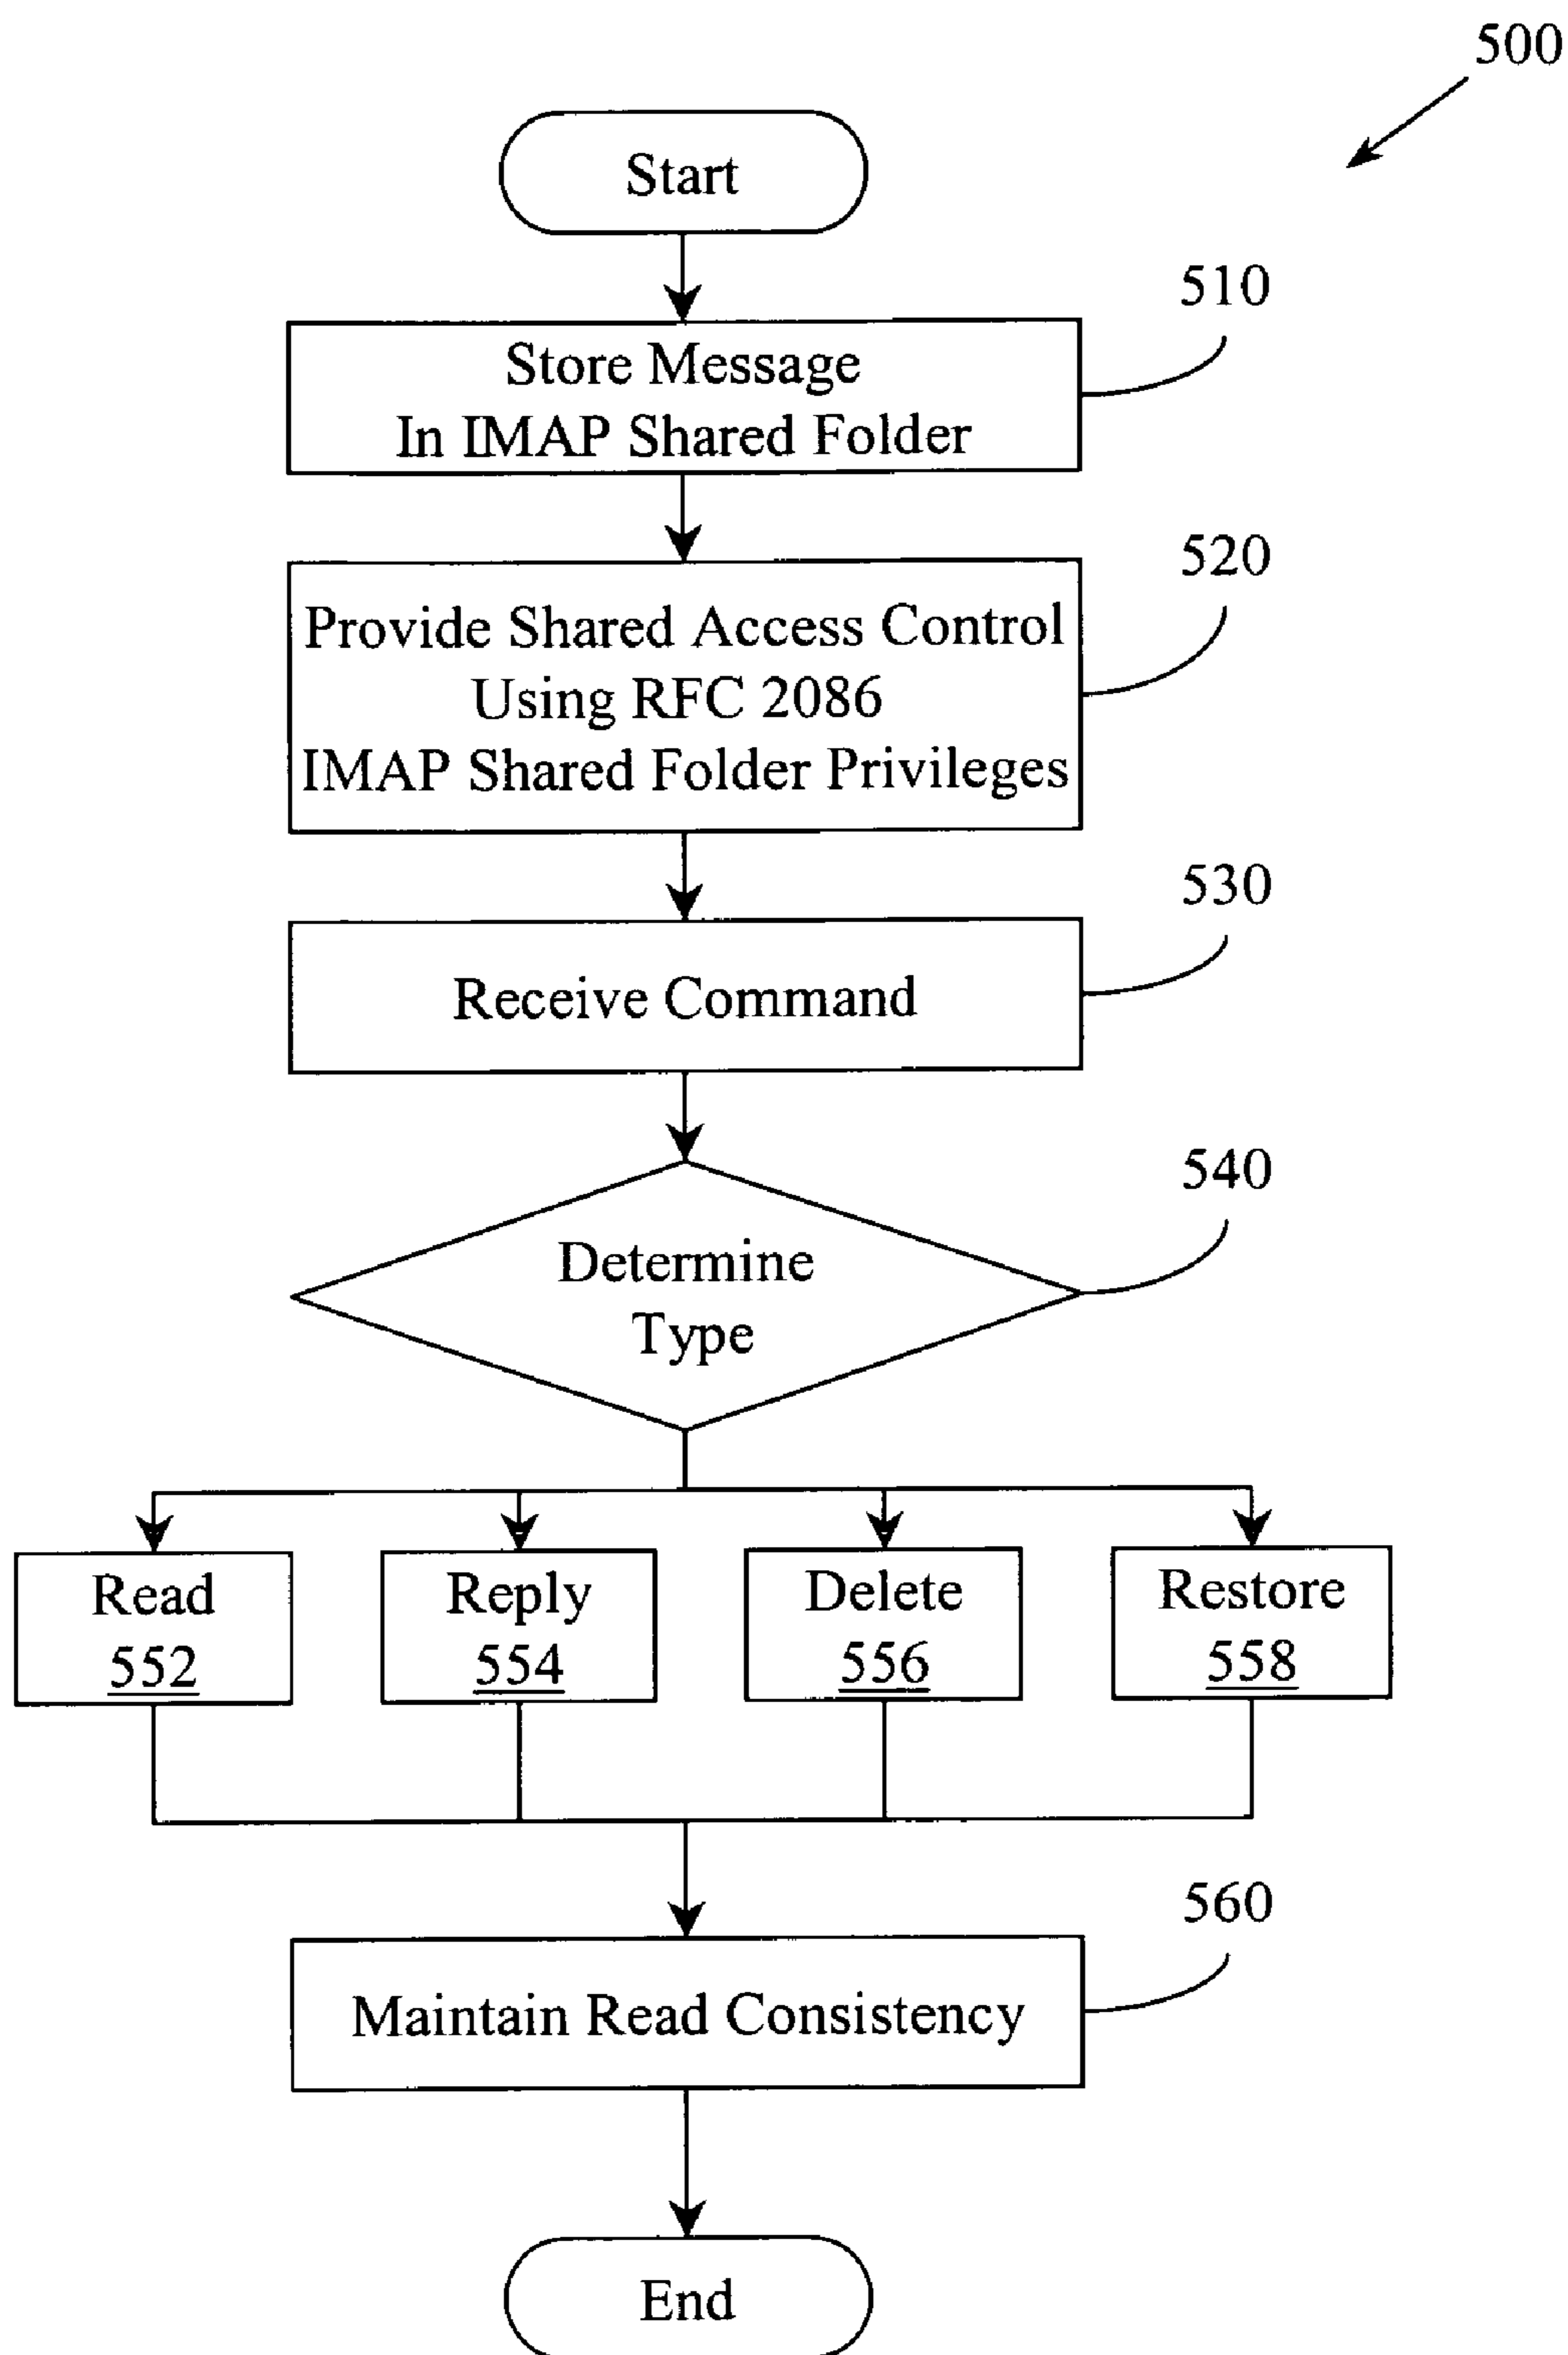 500
Start
510
Store Message
In IMAP Shared Folder
520
Provide Shared Access Control
Using RFC 2086
IMAP Shared Folder Privileges
530
Receive Command
540
Determine
Type
Read
552
Reply
554
Delete
556
Restore
558
560
Maintain Read Consistency
End